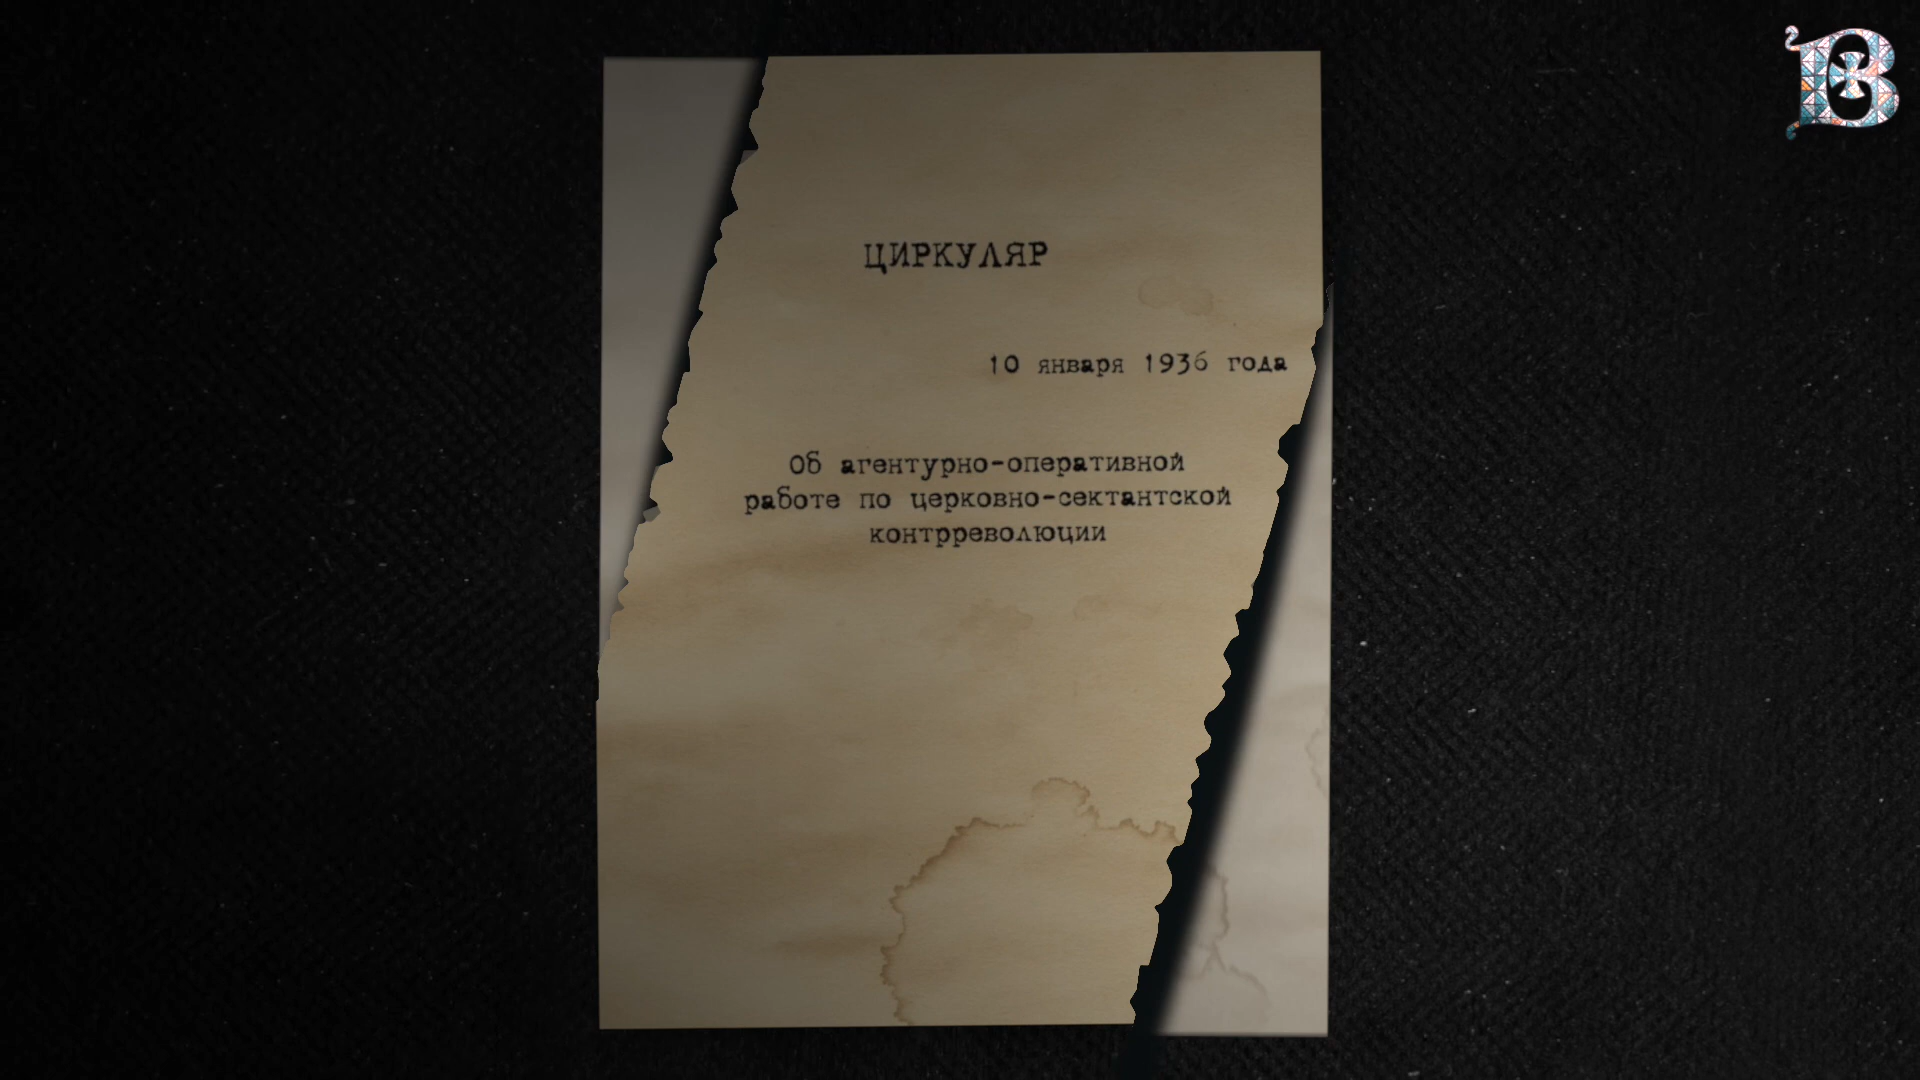 ЦИРКУЛЯР
10 января 1936 года
Об агентурно-оперативной
работе по церковно-сектантской
контрреволюции